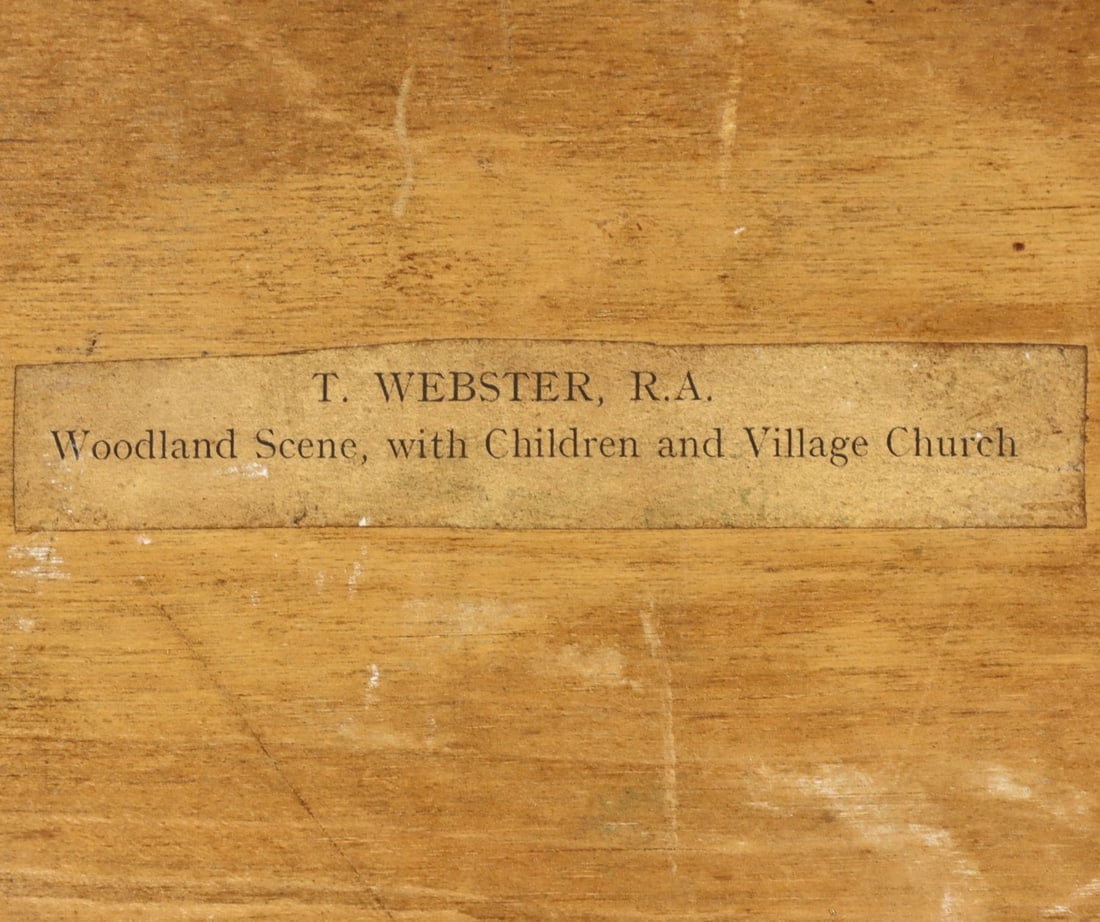 T. WEBSTER, R.A.
Woodland Scene, with Children and Village Church